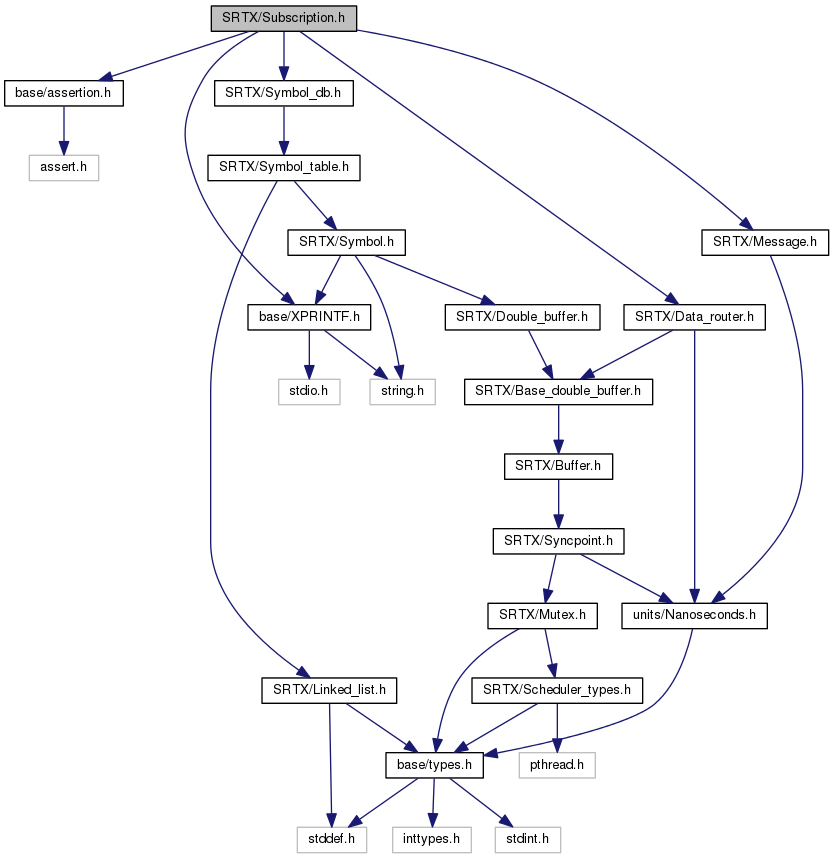 SRTX/Subscription.h
base/assertion.h
SRTX/Symbol_db.h
assert.h
SRTX/Symbol_table.h
SRTX/Symbol.h
SRTX/Message.h
base/XPRINTF.h
SRTX/Double_buffer.h
SRTX/Data_router.h
stdio.h
string.h
SRTX/Base_double_buffer.h
SRTX/Buffer.h
SRTX/Syncpoint.h
SRTX/Mutex.h
units/Nanoseconds.h
SRTX/Linked_list.h
SRTX/Scheduler_types.h
base/types.h
pthread.h
stddef.h
inttypes.h
stdint.h